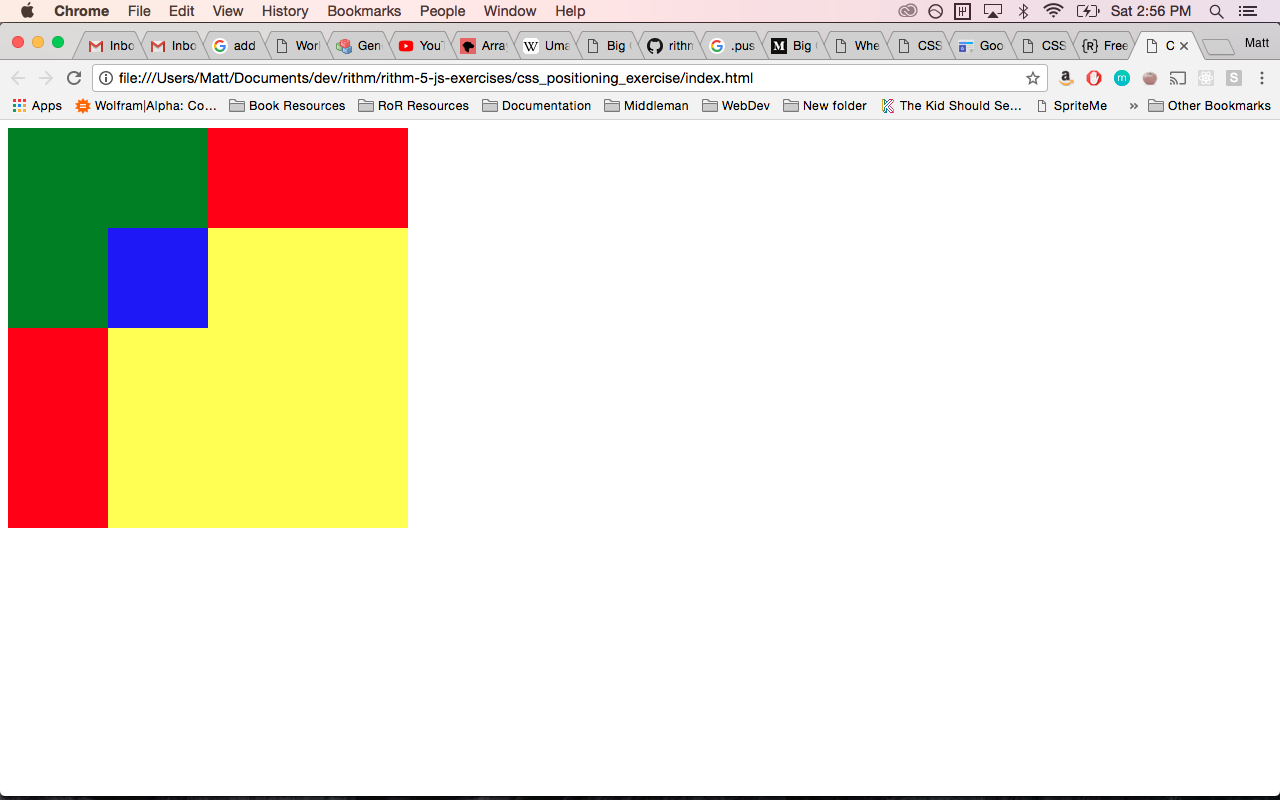 Chrome File Edit View History Bookmarks People Window Help Sat 2:56 PM
Inbo Inbo add Wor Gen You Array Uma Big rithn .pus Big Whe CSS Goo CSS {R} Free C Matt
file:///Users/Matt/Documents/dev/rithm/rithm-5-js-exercises/css_positioning_exercise/index.html
Apps Wolfram|Alpha: Co... Book Resources RoR Resources Documentation Middleman WebDev New folder The Kid Should Se... SpriteMe » Other Bookmarks